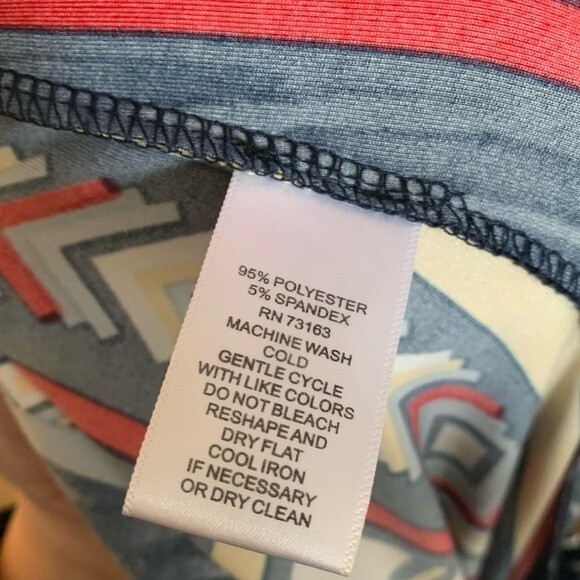 95% POLYESTER
5% SPANDEX
RN 73163
MACHINE WASH
COLD
GENTLE CYCLE
WITH LIKE COLORS
DO NOT BLEACH
RESHAPE AND
DRY FLAT
COOL IRON
IF NECESSARY
OR DRY CLEAN